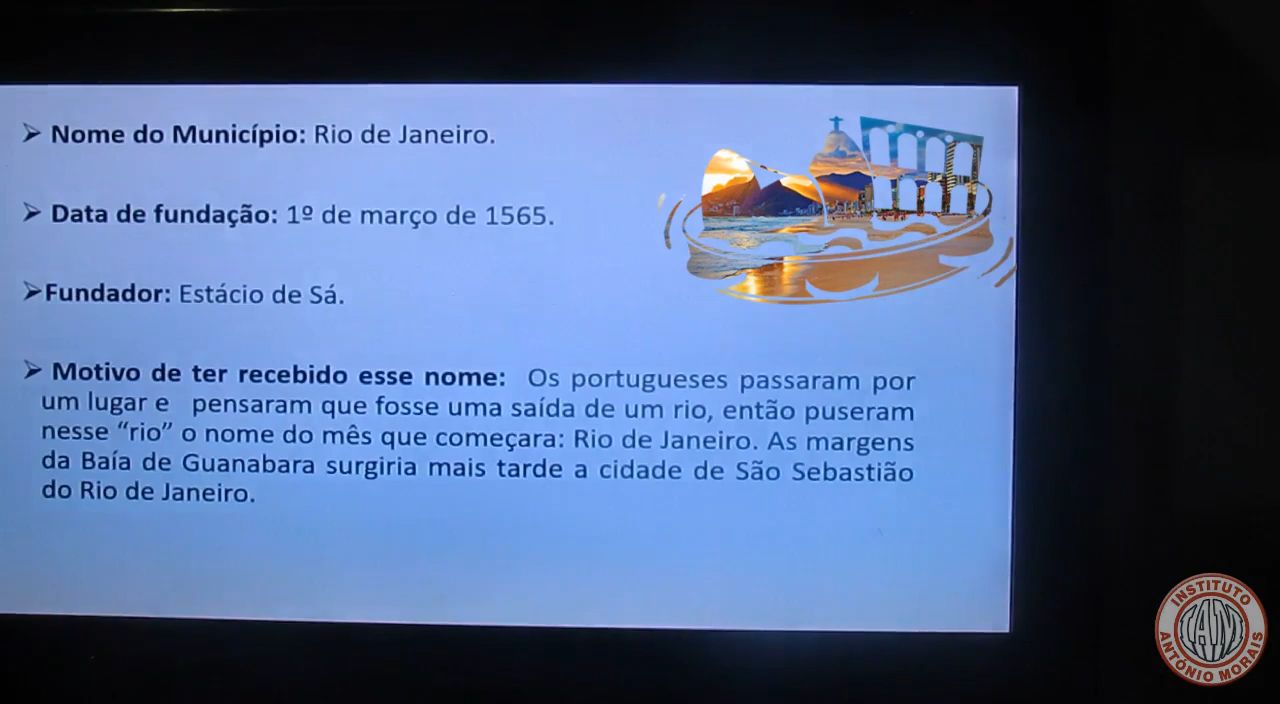 ➢ Nome do Município: Rio de Janeiro.
➢ Data de fundação: 1º de março de 1565.
➢Fundador: Estácio de Sá.
➢ Motivo de ter recebido esse nome: Os portugueses passaram por
um lugar e pensaram que fosse uma saída de um rio, então puseram
nesse “rio” o nome do mês que começara: Rio de Janeiro. As margens
da Baía de Guanabara surgiria mais tarde a cidade de São Sebastião
do Rio de Janeiro.
INSTITUTO
IAM
ANTÔNIO MORAIS